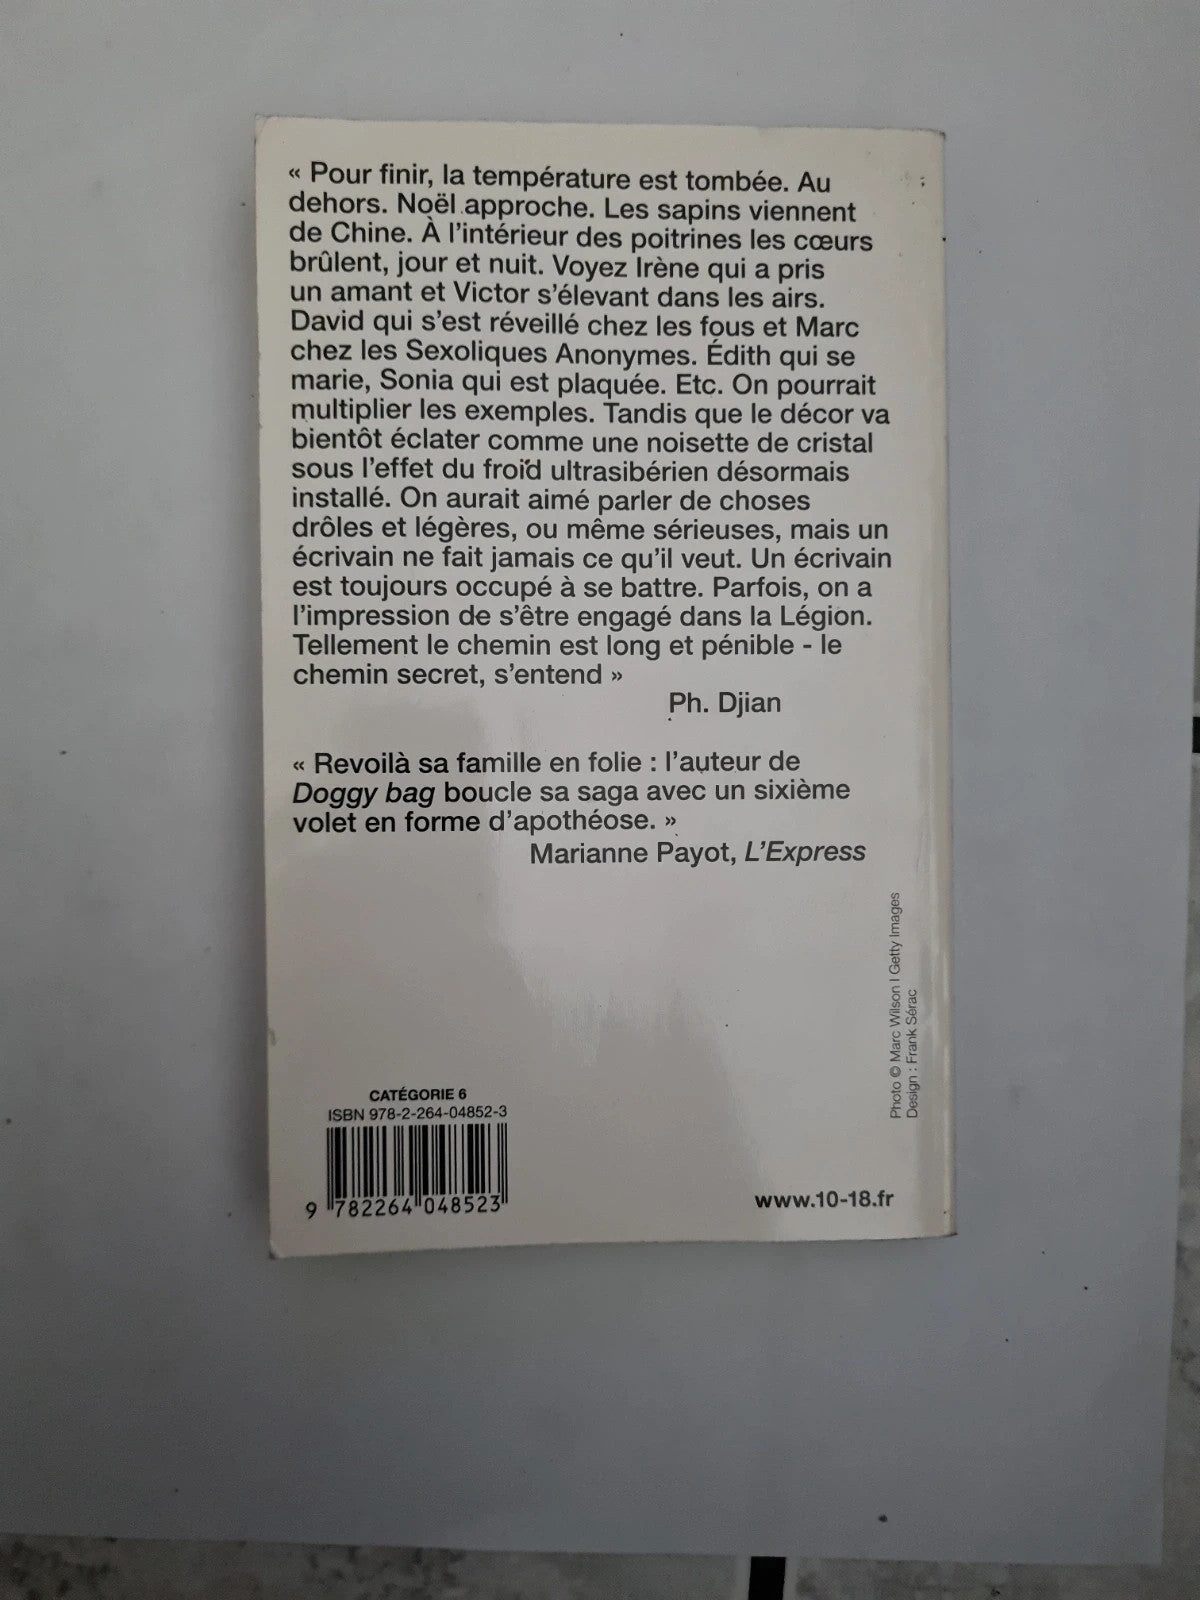 « Pour finir, la température est tombée. Au
dehors. Noël approche. Les sapins viennent
de Chine. À l'intérieur des poitrines les cœurs
brûlent, jour et nuit. Voyez Irène qui a pris
un amant et Victor s'élevant dans les airs.
David qui s'est réveillé chez les fous et Marc
chez les Sexoliques Anonymes. Édith qui se
marie, Sonia qui est plaquée. Etc. On pourrait
multiplier les exemples. Tandis que le décor va
bientôt éclater comme une noisette de cristal
sous l'effet du froid ultrasibérien désormais
installé. On aurait aimé parler de choses
drôles et légères, ou même sérieuses, mais un
écrivain ne fait jamais ce qu'il veut. Un écrivain
est toujours occupé à se battre. Parfois, on a
l'impression de s'être engagé dans la Légion.
Tellement le chemin est long et pénible - le
chemin secret, s'entend »
Ph. Djian
« Revoilà sa famille en folie : l'auteur de
Doggy bag boucle sa saga avec un sixième
volet en forme d'apothéose. »
Marianne Payot, L'Express
Photo © Marc Wilson | Getty Images
Design : Frank Sérac
CATÉGORIE 6
ISBN 978-2-264-04852-3
9 782264 048523
www.10-18.fr